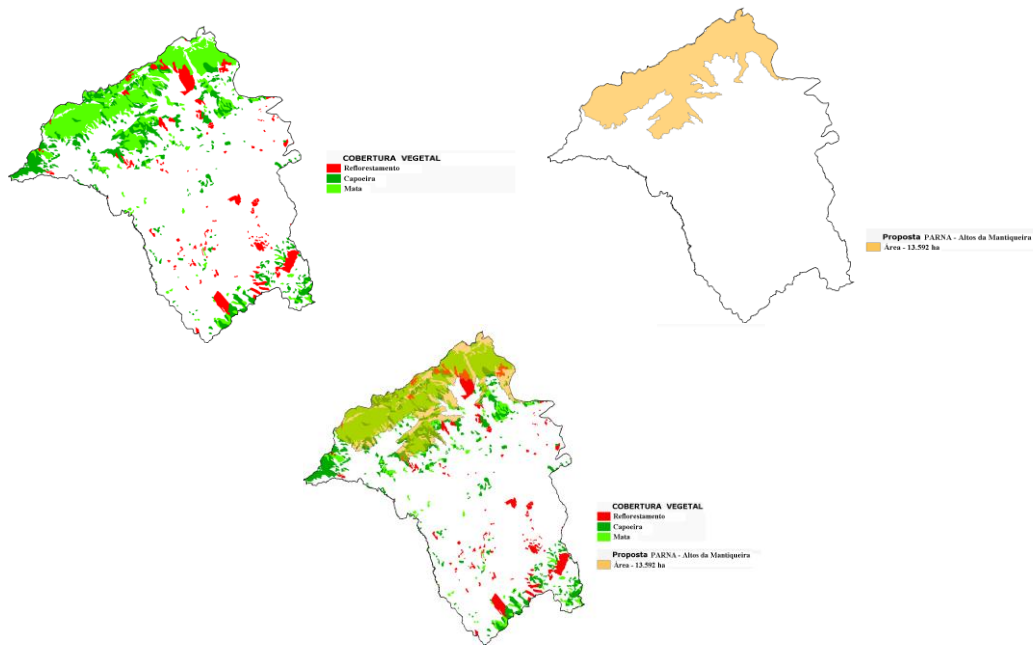 COBERTURA VEGETAL
Reflorestamento
Capoeira
Mata
Proposta PARNA - Altos da Mantiqueira
Área - 13.592 ha
COBERTURA VEGETAL
Reflorestamento
Capoeira
Mata
Proposta PARNA - Altos da Mantiqueira
Área - 13.592 ha